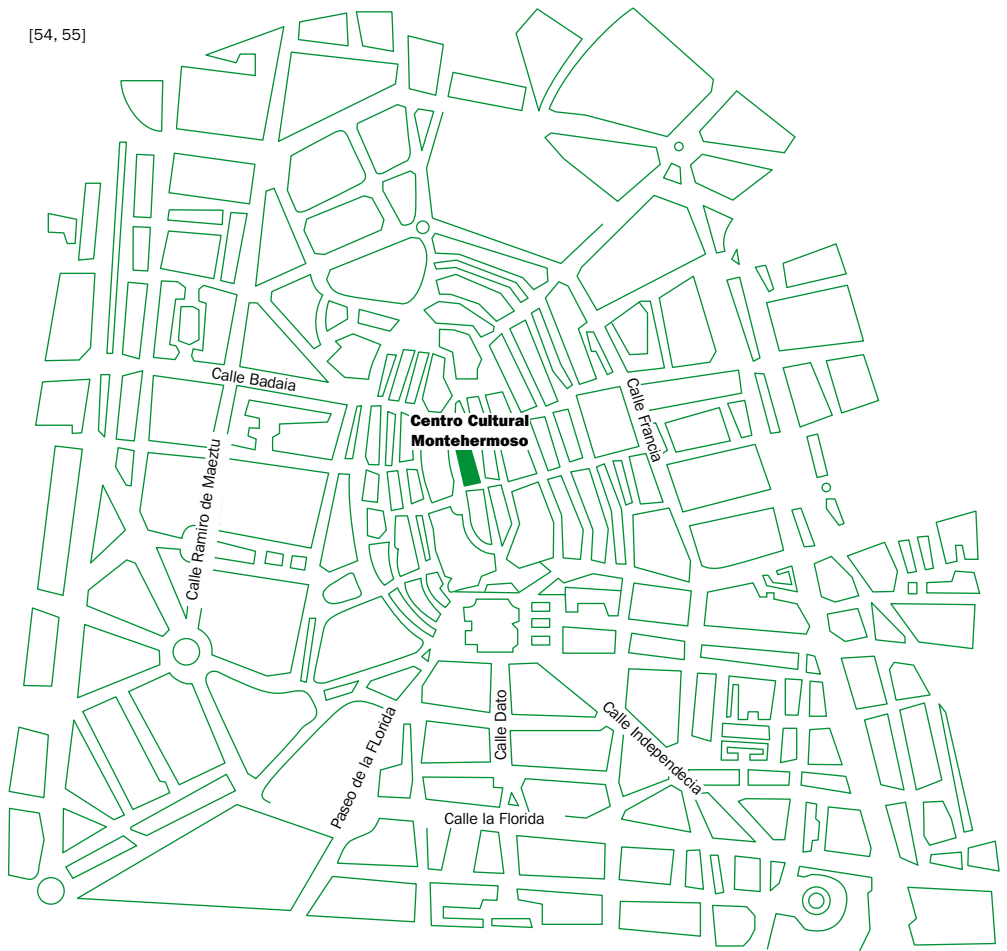 [54, 55]
Calle Badaia
Calle Francia
Centro Cultural
Montehermoso
Calle Ramiro de Maeztu
Calle Dato
Calle Independecia
Paseo de la FLorida
Calle la Florida